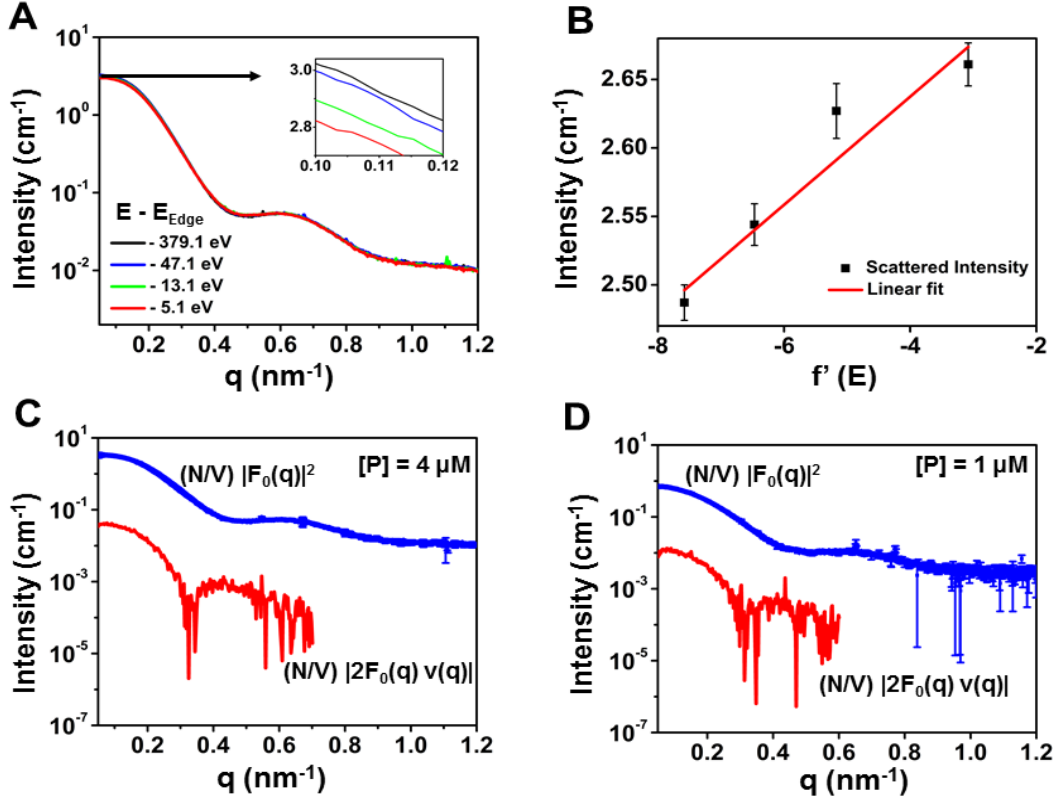 A
Intensity (cm⁻¹)
10¹
10⁰
10⁻¹
10⁻²
3.0
2.8
0.10 0.11 0.12
E - E_Edge
- 379.1 eV
- 47.1 eV
- 13.1 eV
- 5.1 eV
0.2 0.4 0.6 0.8 1.0 1.2
q (nm⁻¹)
B
Intensity (cm⁻¹)
2.65
2.60
2.55
2.50
Scattered Intensity
Linear fit
-8 -6 -4 -2
f' (E)
C
Intensity (cm⁻¹)
10¹
10⁻¹
10⁻³
10⁻⁵
10⁻⁷
(N/V) |F₀(q)|²
[P] = 4 µM
(N/V) |2F₀(q) v(q)|
0.2 0.4 0.6 0.8 1.0 1.2
q (nm⁻¹)
D
Intensity (cm⁻¹)
10¹
10⁻¹
10⁻³
10⁻⁵
10⁻⁷
(N/V) |F₀(q)|²
[P] = 1 µM
(N/V) |2F₀(q) v(q)|
0.2 0.4 0.6 0.8 1.0 1.2
q (nm⁻¹)